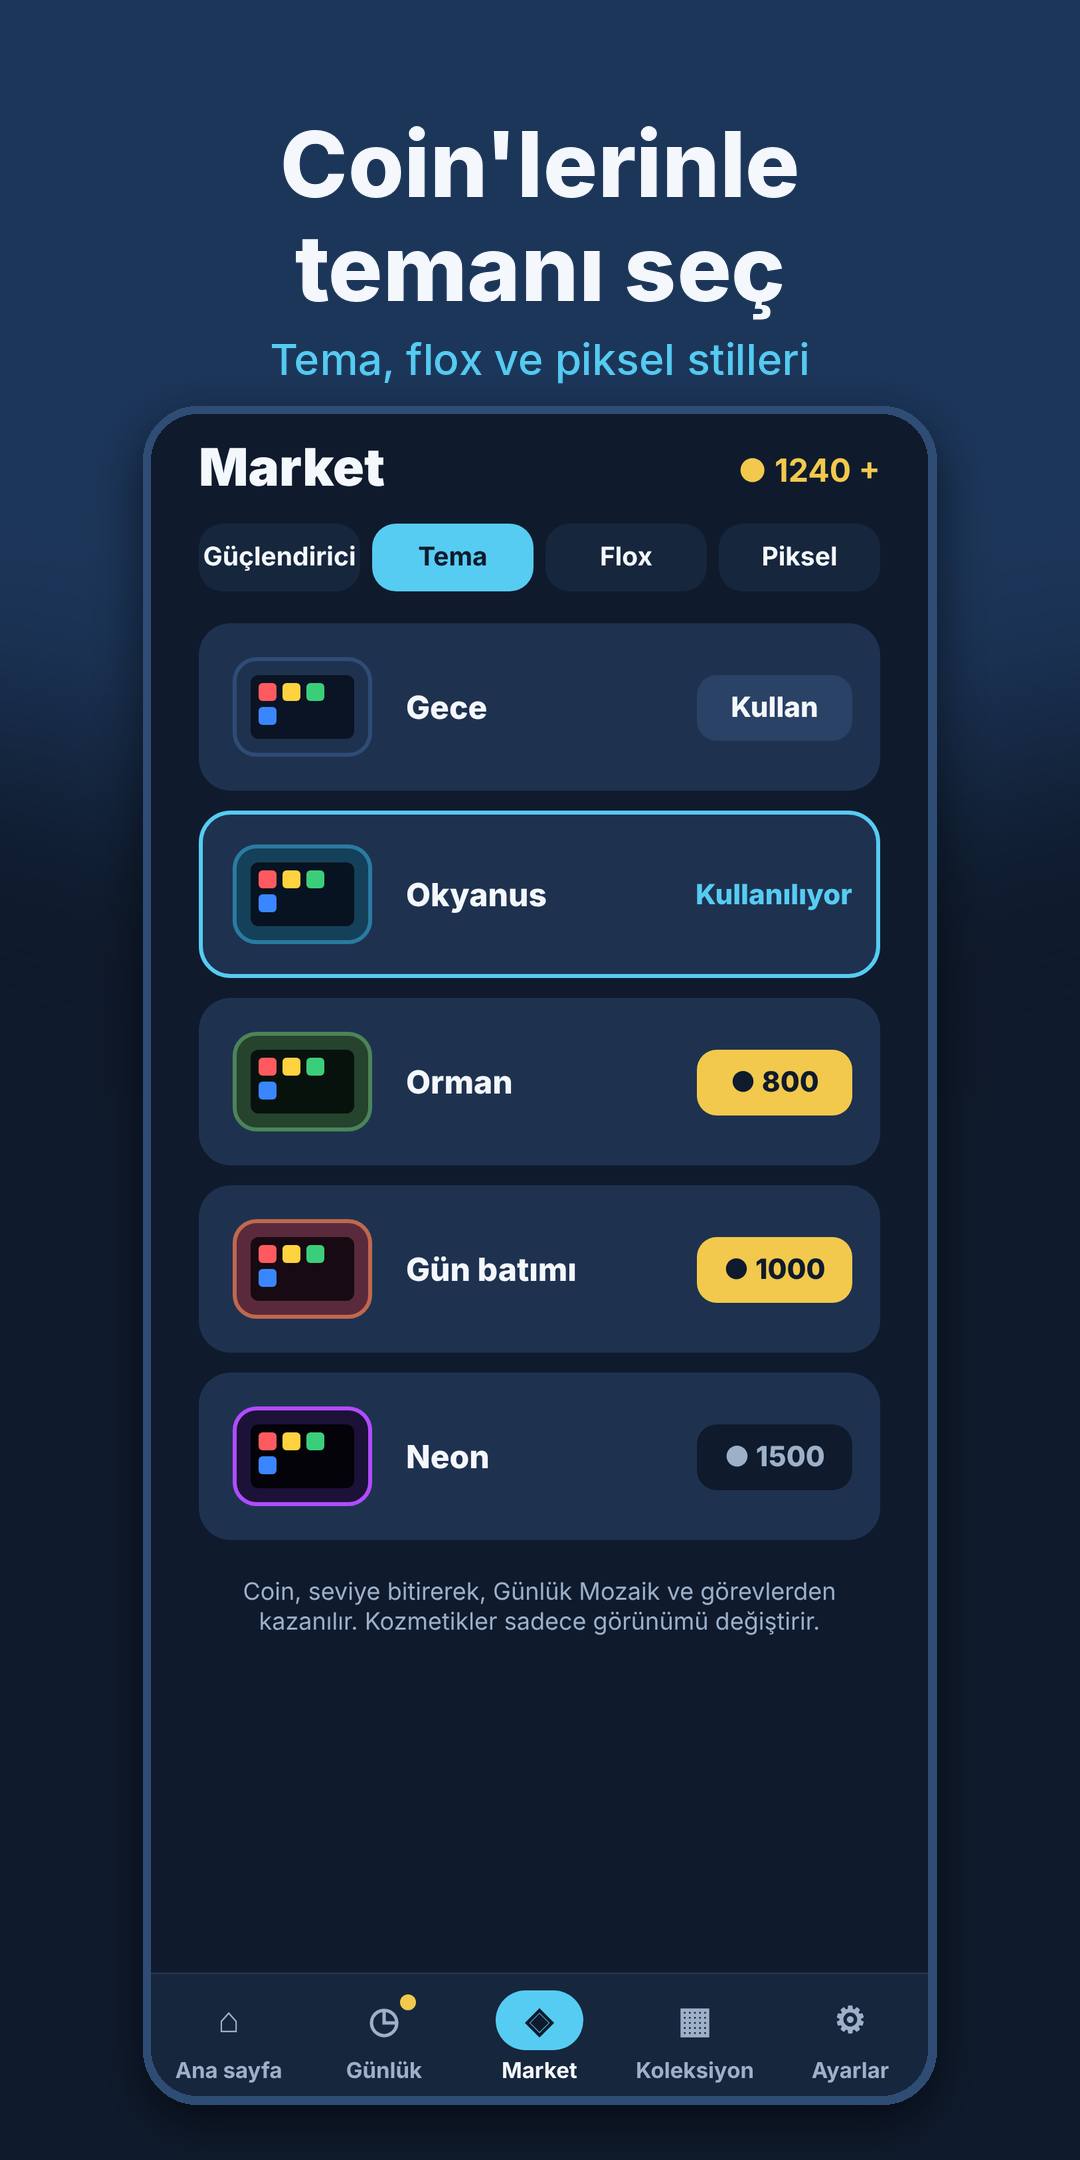 Coin'lerinle
temanı seç
Tema, flox ve piksel stilleri
Market
1240 +
Güçlendirici
Tema
Flox
Piksel
Gece
Kullan
Okyanus
Kullanılıyor
Orman
800
Gün batımı
1000
Neon
1500
Coin, seviye bitirerek, Günlük Mozaik ve görevlerden
kazanılır. Kozmetikler sadece görünümü değiştirir.
Ana sayfa
Günlük
Market
Koleksiyon
Ayarlar